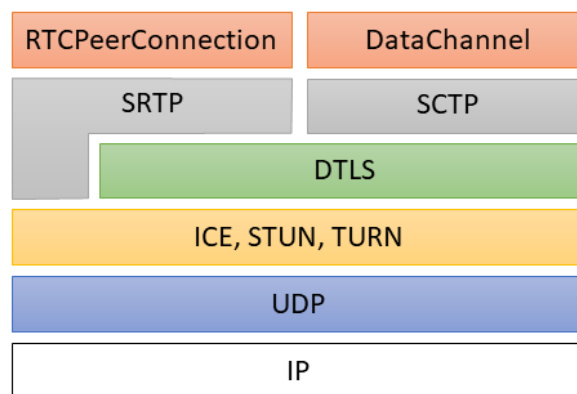 RTCPeerConnection
DataChannel
SRTP
SCTP
DTLS
ICE, STUN, TURN
UDP
IP